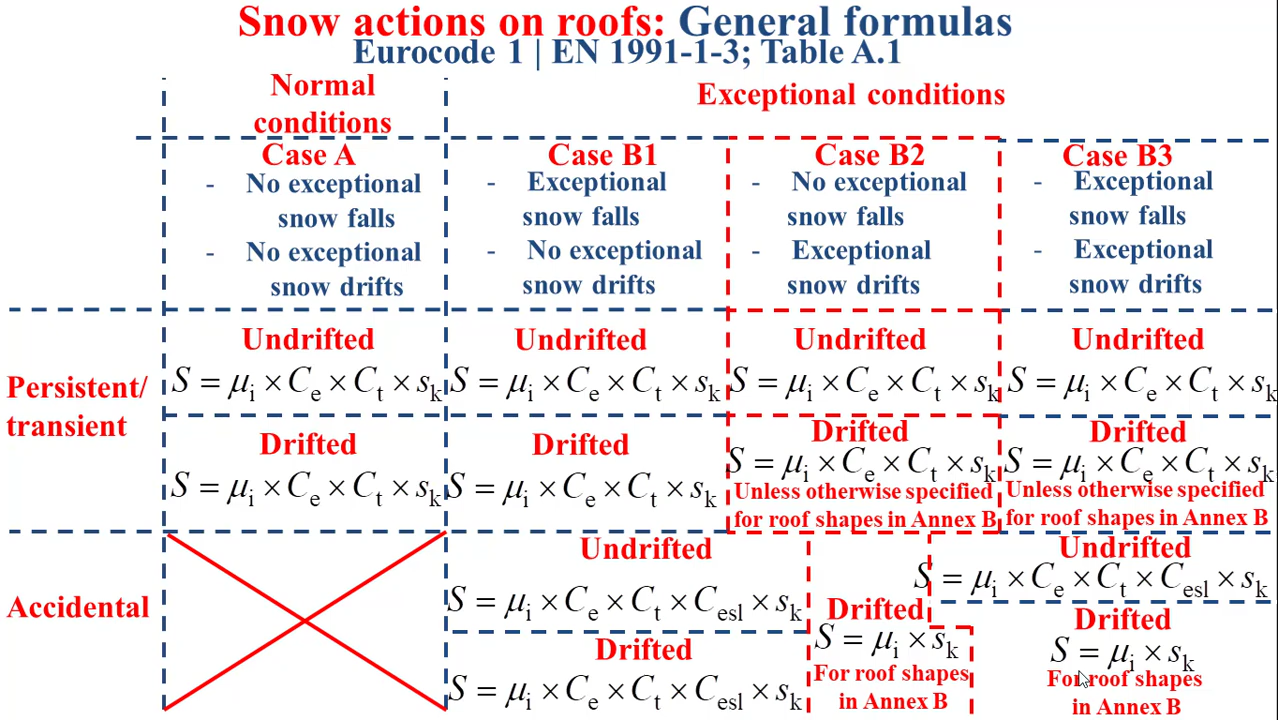 Snow actions on roofs: General formulas
Eurocode 1 | EN 1991-1-3; Table A.1
Normal
conditions
Exceptional conditions
Case A
- No exceptional
snow falls
- No exceptional
snow drifts
Case B1
- Exceptional
snow falls
- No exceptional
snow drifts
Case B2
- No exceptional
snow falls
- Exceptional
snow drifts
Case B3
- Exceptional
snow falls
- Exceptional
snow drifts
Persistent/
transient
Undrifted
S = μi × Ce × Ct × sk
Undrifted
S = μi × Ce × Ct × sk
Undrifted
S = μi × Ce × Ct × sk
Undrifted
S = μi × Ce × Ct × sk
Drifted
S = μi × Ce × Ct × sk
Drifted
S = μi × Ce × Ct × sk
Drifted
S = μi × Ce × Ct × sk
Unless otherwise specified
for roof shapes in Annex B
Drifted
S = μi × Ce × Ct × sk
Unless otherwise specified
for roof shapes in Annex B
Accidental
Undrifted
S = μi × Ce × Ct × Cesl × sk
Drifted
S = μi × Ce × Ct × Cesl × sk
Drifted
S = μi × sk
For roof shapes
in Annex B
Undrifted
S = μi × Ce × Ct × Cesl × sk
Drifted
S = μi × sk
For roof shapes
in Annex B